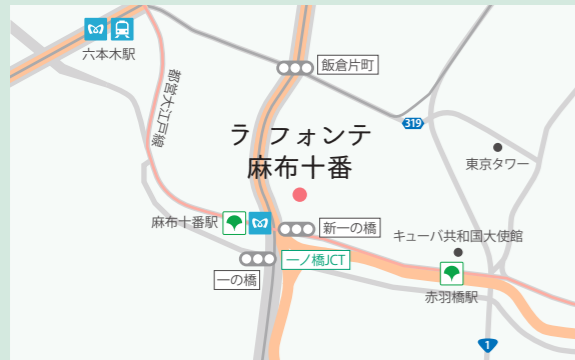 六本木駅
飯倉片町
都営大江戸線
319
ラ フォンテ
麻布十番
東京タワー
麻布十番駅
新一の橋
キューバ共和国大使館
一ノ橋JCT
一の橋
赤羽橋駅
1